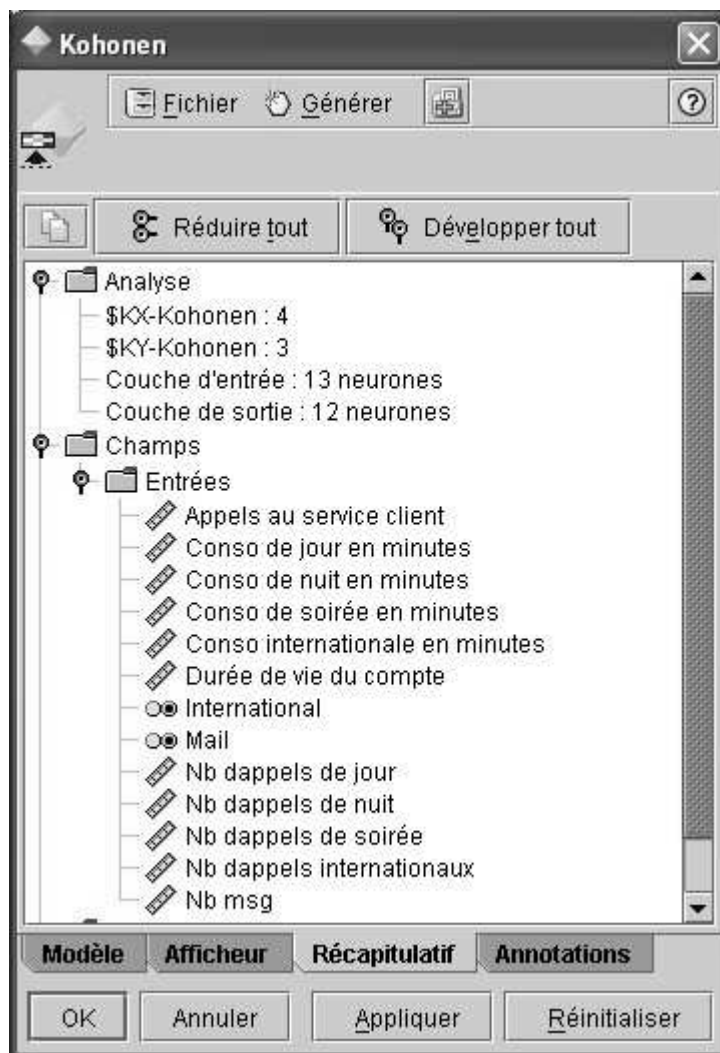 Kohonen
Fichier Générer
Réduire tout Développer tout
Analyse
$KX-Kohonen : 4
$KY-Kohonen : 3
Couche d'entrée : 13 neurones
Couche de sortie : 12 neurones
Champs
Entrées
Appels au service client
Conso de jour en minutes
Conso de nuit en minutes
Conso de soirée en minutes
Conso internationale en minutes
Durée de vie du compte
International
Mail
Nb dappels de jour
Nb dappels de nuit
Nb dappels de soirée
Nb dappels internationaux
Nb msg
Modèle Afficheur Récapitulatif Annotations
OK Annuler Appliquer Réinitialiser